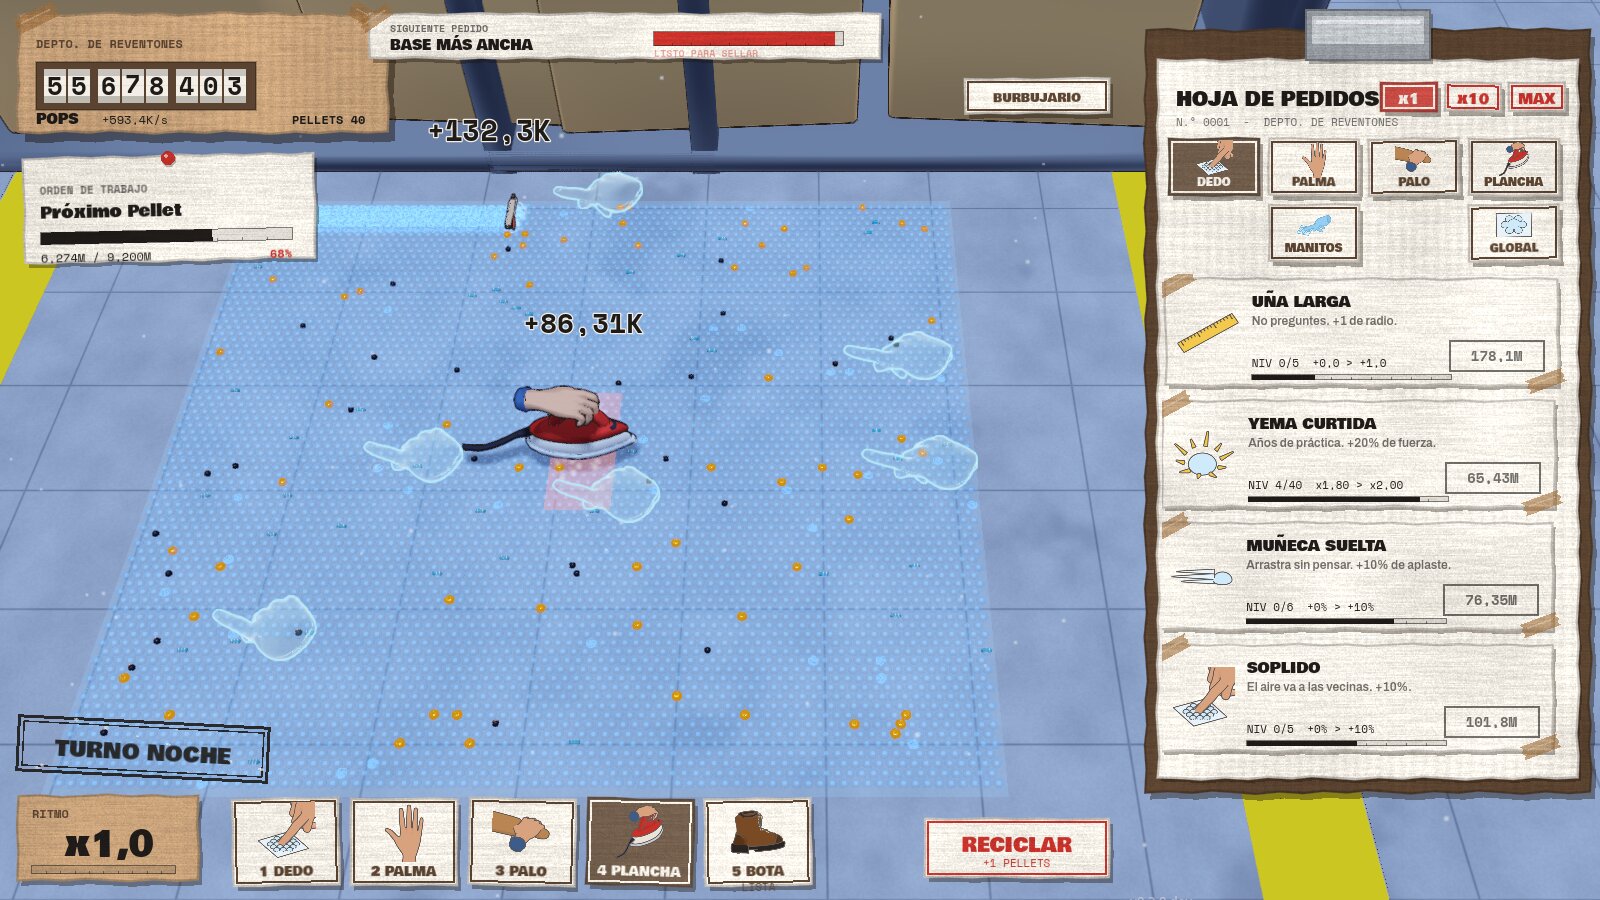 DEPTO. DE REVENTONES
55 678 403
POPS +593,4K/s PELLETS 40
SIGUIENTE PEDIDO
BASE MÁS ANCHA
LISTO PARA SELLAR
BURBUJARIO
ORDEN DE TRABAJO
Próximo Pellet
6,274M / 9,200M 68%
+132,3K
+86,31K
HOJA DE PEDIDOS x1 x10 MAX
N.° 0001 - DEPTO. DE REVENTONES
DEDO PALMA PALO PLANCHA
MANITOS GLOBAL
UÑA LARGA
No preguntes. +1 de radio.
NIV 0/5 +0,0 > +1,0 178,1M
YEMA CURTIDA
Años de práctica. +20% de fuerza.
NIV 4/40 x1,80 > x2,00 65,43M
MUÑECA SUELTA
Arrastra sin pensar. +10% de aplaste.
NIV 0/6 +0% > +10% 76,35M
SOPLIDO
El aire va a las vecinas. +10%.
NIV 0/5 +0% > +10% 101,8M
TURNO NOCHE
RITMO
x1,0
1 DEDO 2 PALMA 3 PALO 4 PLANCHA 5 BOTA
LISTA
RECICLAR
+1 PELLETS